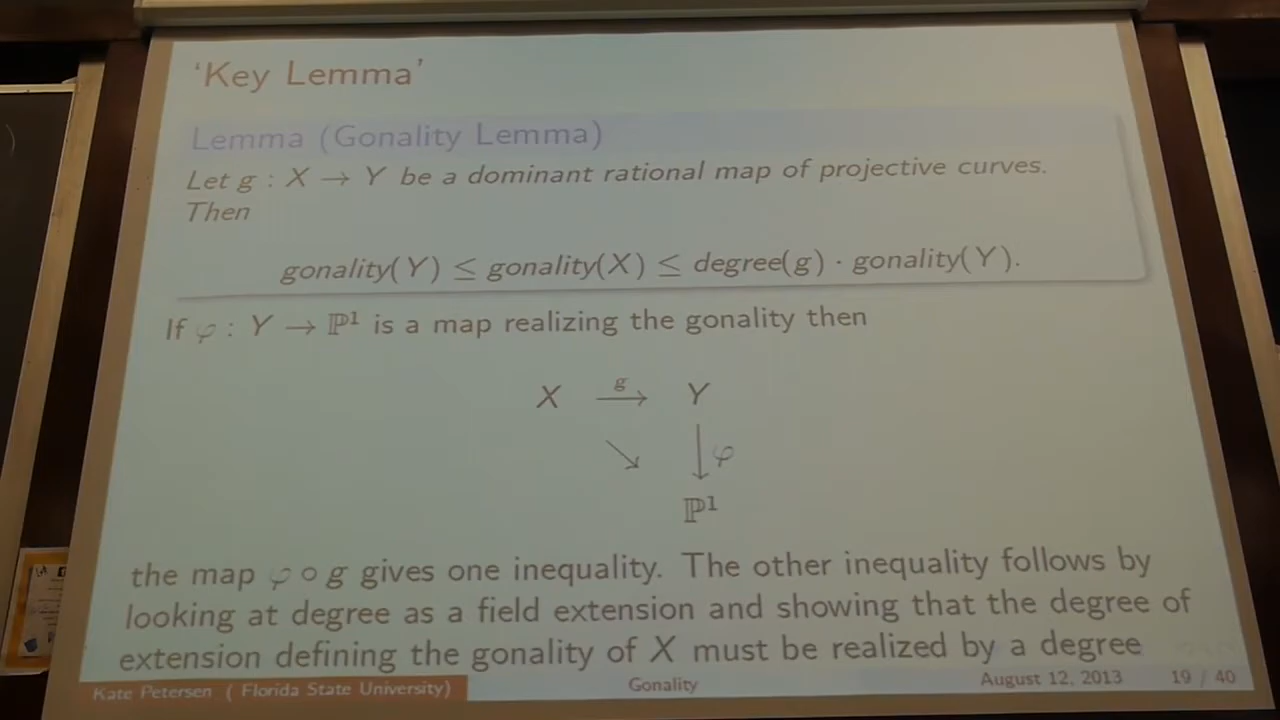 'Key Lemma'
Lemma (Gonality Lemma)
Let g : X → Y be a dominant rational map of projective curves.
Then
gonality(Y) ≤ gonality(X) ≤ degree(g) · gonality(Y).
If φ : Y → ℙ¹ is a map realizing the gonality then
X g→ Y
↘ ↓φ
ℙ¹
the map φ ∘ g gives one inequality. The other inequality follows by
looking at degree as a field extension and showing that the degree of
extension defining the gonality of X must be realized by a degree
Kate Petersen ( Florida State University) Gonality August 12, 2013 19 / 40